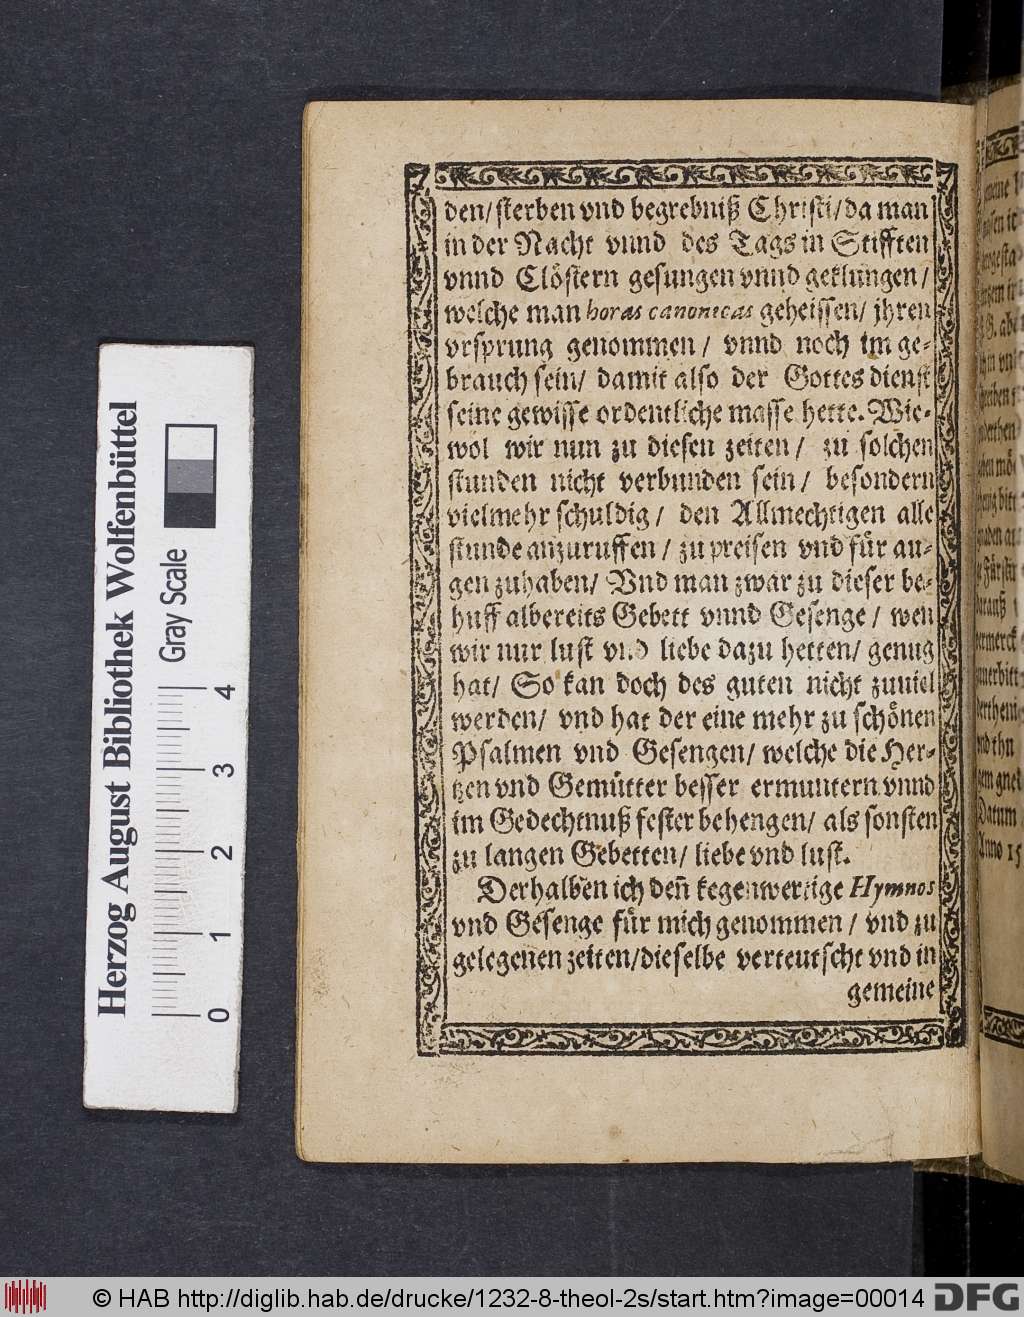 den/ sterben vnd begrebniß Christi/ da man
in der Nacht vnnd des Tags in Stifften
vnnd Clöstern gesungen vnnd geklungen/
welche man horas canonicas geheissen/ jhren
vrsprung genommen/ vnnd noch im ge-
brauch sein/ damit also der Gottes dienst
seine gewisse ordentliche masse hette. Wie-
wol wir nun zu diesen zeiten/ zu solchen
stunden nicht verbunden sein/ besondern
vielmehr schuldig/ den Allmechtigen alle
stunde anzuruffen/ zu preisen vnd für au-
gen zuhaben/ Vnd man zwar zu dieser be-
huff albereits Gebett vnnd Gesenge/ wen
wir nur lust vnd liebe dazu hetten/ genug
hat/ So kan doch des guten nicht zuuiel
werden/ vnd hat der eine mehr zu schönen
Psalmen vnd Gesengen/ welche die Her-
tzen vnd Gemütter besser ermuntern vnnd
im Gedechtnuß fester behengen/ als sonsten
zu langen Gebetten/ liebe vnd lust.
Derhalben ich deñ kegenwertige Hymnos
vnd Gesenge für mich genommen/ vnd zu
gelegenen zeiten/ dieselbe verteutscht vnd in
gemeine
Herzog August Bibliothek Wolfenbüttel
Gray Scale
0 1 2 3 4
Datum
Anno 15
© HAB http://diglib.hab.de/drucke/1232-8-theol-2s/start.htm?image=00014
DFG